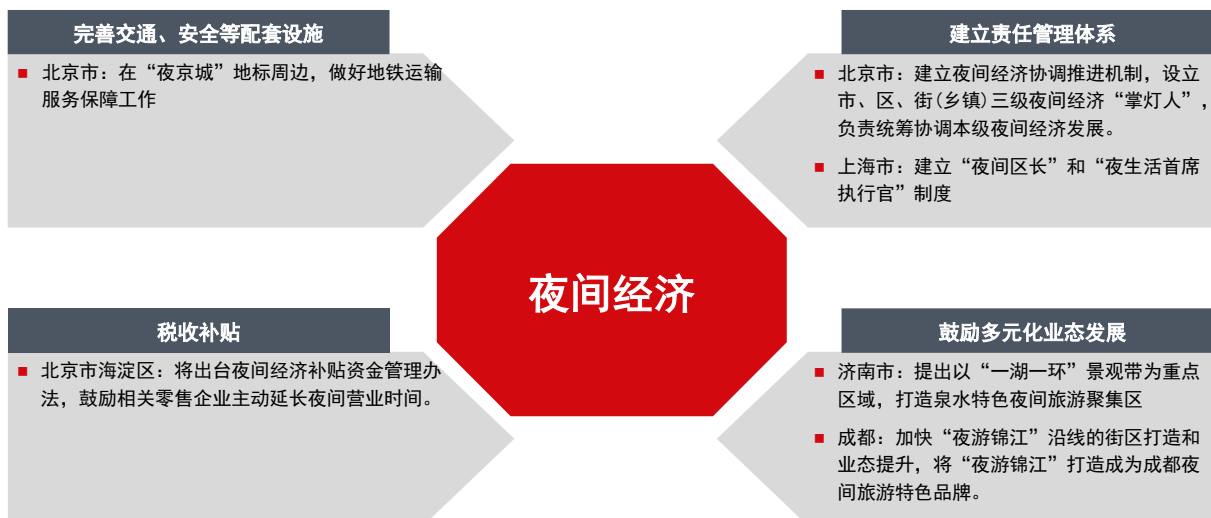 完善交通、安全等配套设施
■ 北京市：在“夜京城”地标周边，做好地铁运输
服务保障工作
建立责任管理体系
■ 北京市：建立夜间经济协调推进机制，设立
市、区、街(乡镇)三级夜间经济“掌灯人”，
负责统筹协调本级夜间经济发展。
■ 上海市：建立“夜间区长”和“夜生活首席
执行官”制度
夜间经济
税收补贴
■ 北京市海淀区：将出台夜间经济补贴资金管理办
法，鼓励相关零售企业主动延长夜间营业时间。
鼓励多元化业态发展
■ 济南市：提出以“一湖一环”景观带为重点
区域，打造泉水特色夜间旅游聚集区
■ 成都：加快“夜游锦江”沿线的街区打造和
业态提升，将“夜游锦江”打造成为成都夜
间旅游特色品牌。